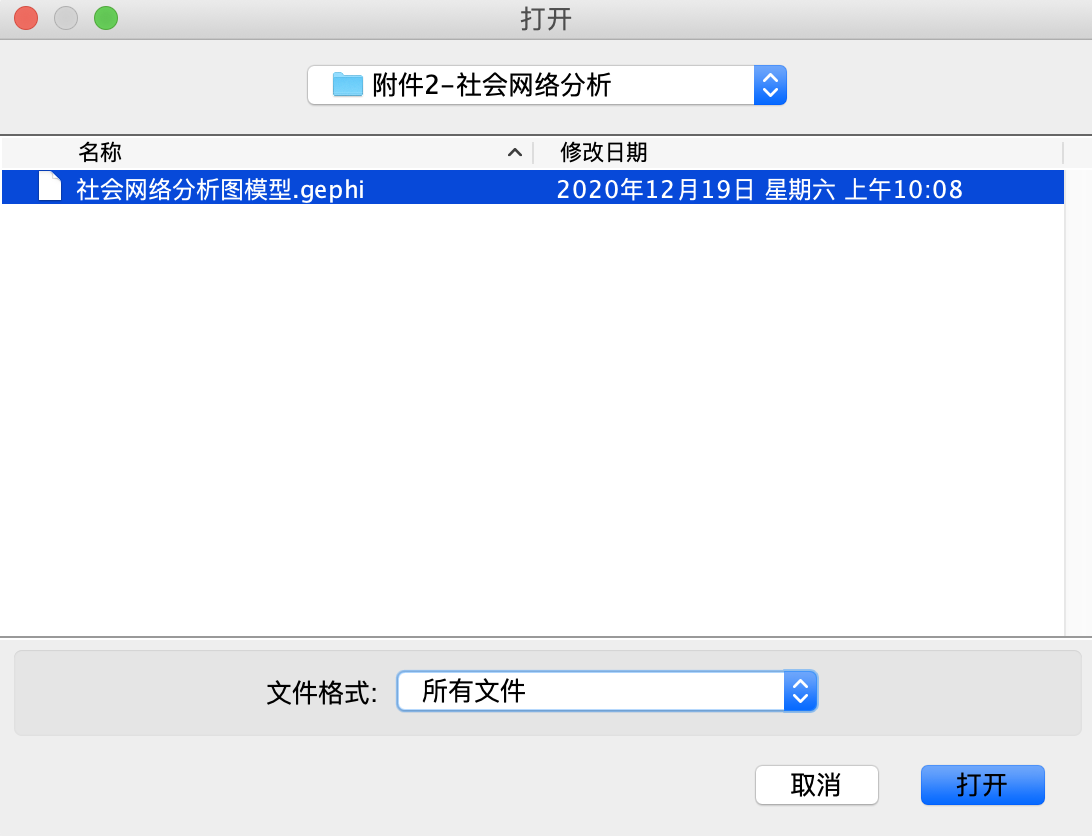 打开
附件2-社会网络分析
名称 修改日期
社会网络分析图模型.gephi 2020年12月19日 星期六 上午10:08
文件格式: 所有文件
取消 打开